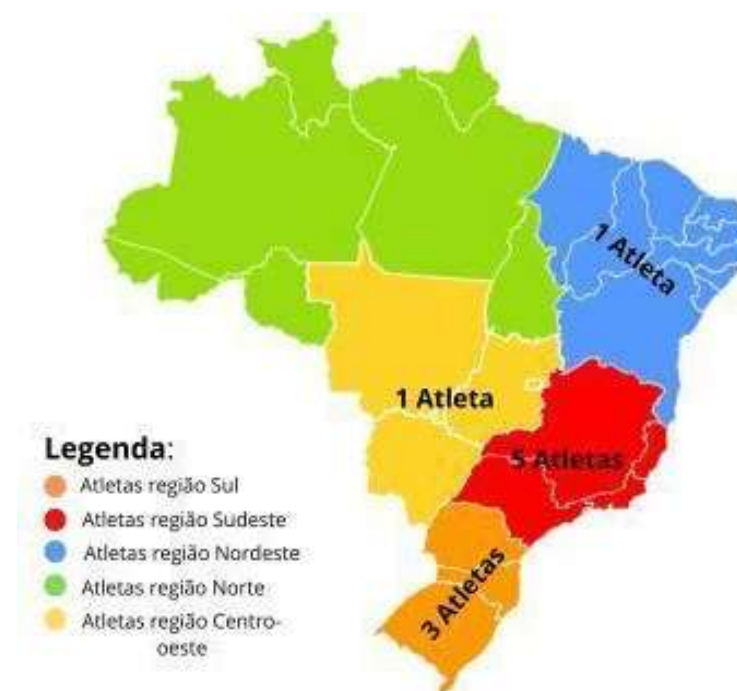 1 Atleta
1 Atleta
5 Atletas
3 Atletas
Legenda:
Atletas região Sul
Atletas região Sudeste
Atletas região Nordeste
Atletas região Norte
Atletas região Centro-
oeste